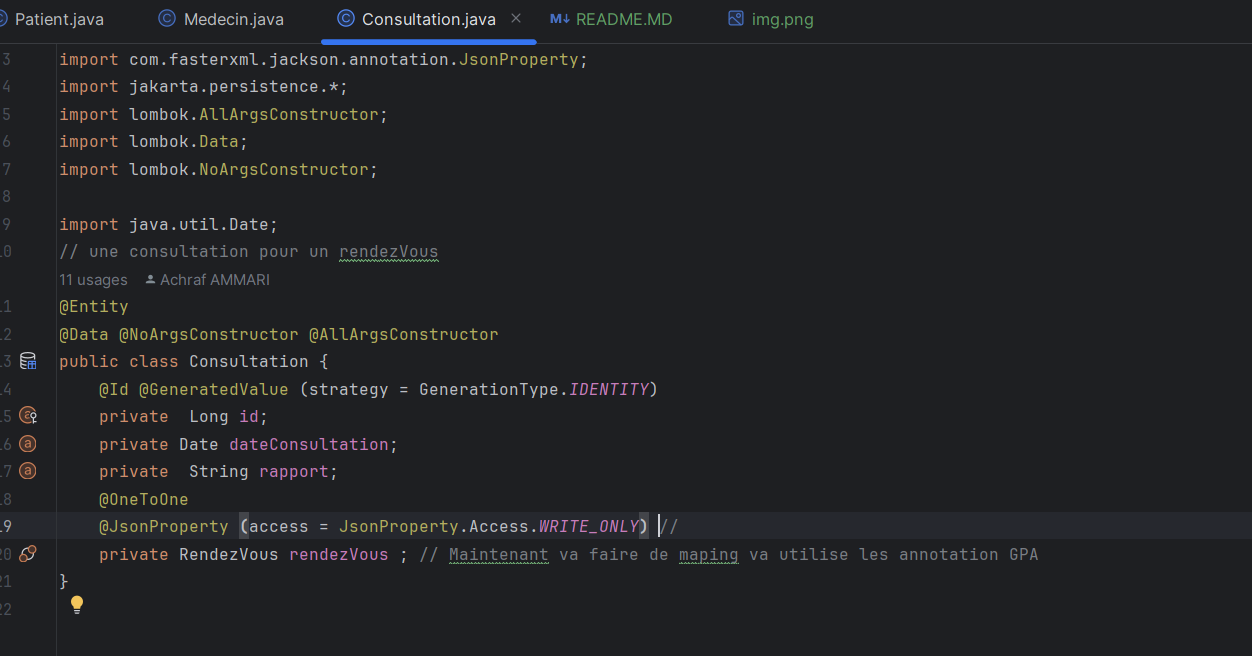 Patient.java Medecin.java Consultation.java × M↓ README.MD img.png
3 import com.fasterxml.jackson.annotation.JsonProperty;
4 import jakarta.persistence.*;
5 import lombok.AllArgsConstructor;
6 import lombok.Data;
7 import lombok.NoArgsConstructor;
8
9 import java.util.Date;
10 // une consultation pour un rendezVous
11 usages Achraf AMMARI
11 @Entity
12 @Data @NoArgsConstructor @AllArgsConstructor
13 public class Consultation {
14 @Id @GeneratedValue (strategy = GenerationType.IDENTITY)
15 private  Long id;
16 private Date dateConsultation;
17 private  String rapport;
18 @OneToOne
19 @JsonProperty (access = JsonProperty.Access.WRITE_ONLY) //
20 private RendezVous rendezVous ; // Maintenant va faire de maping va utilise les annotation GPA
21 }
22